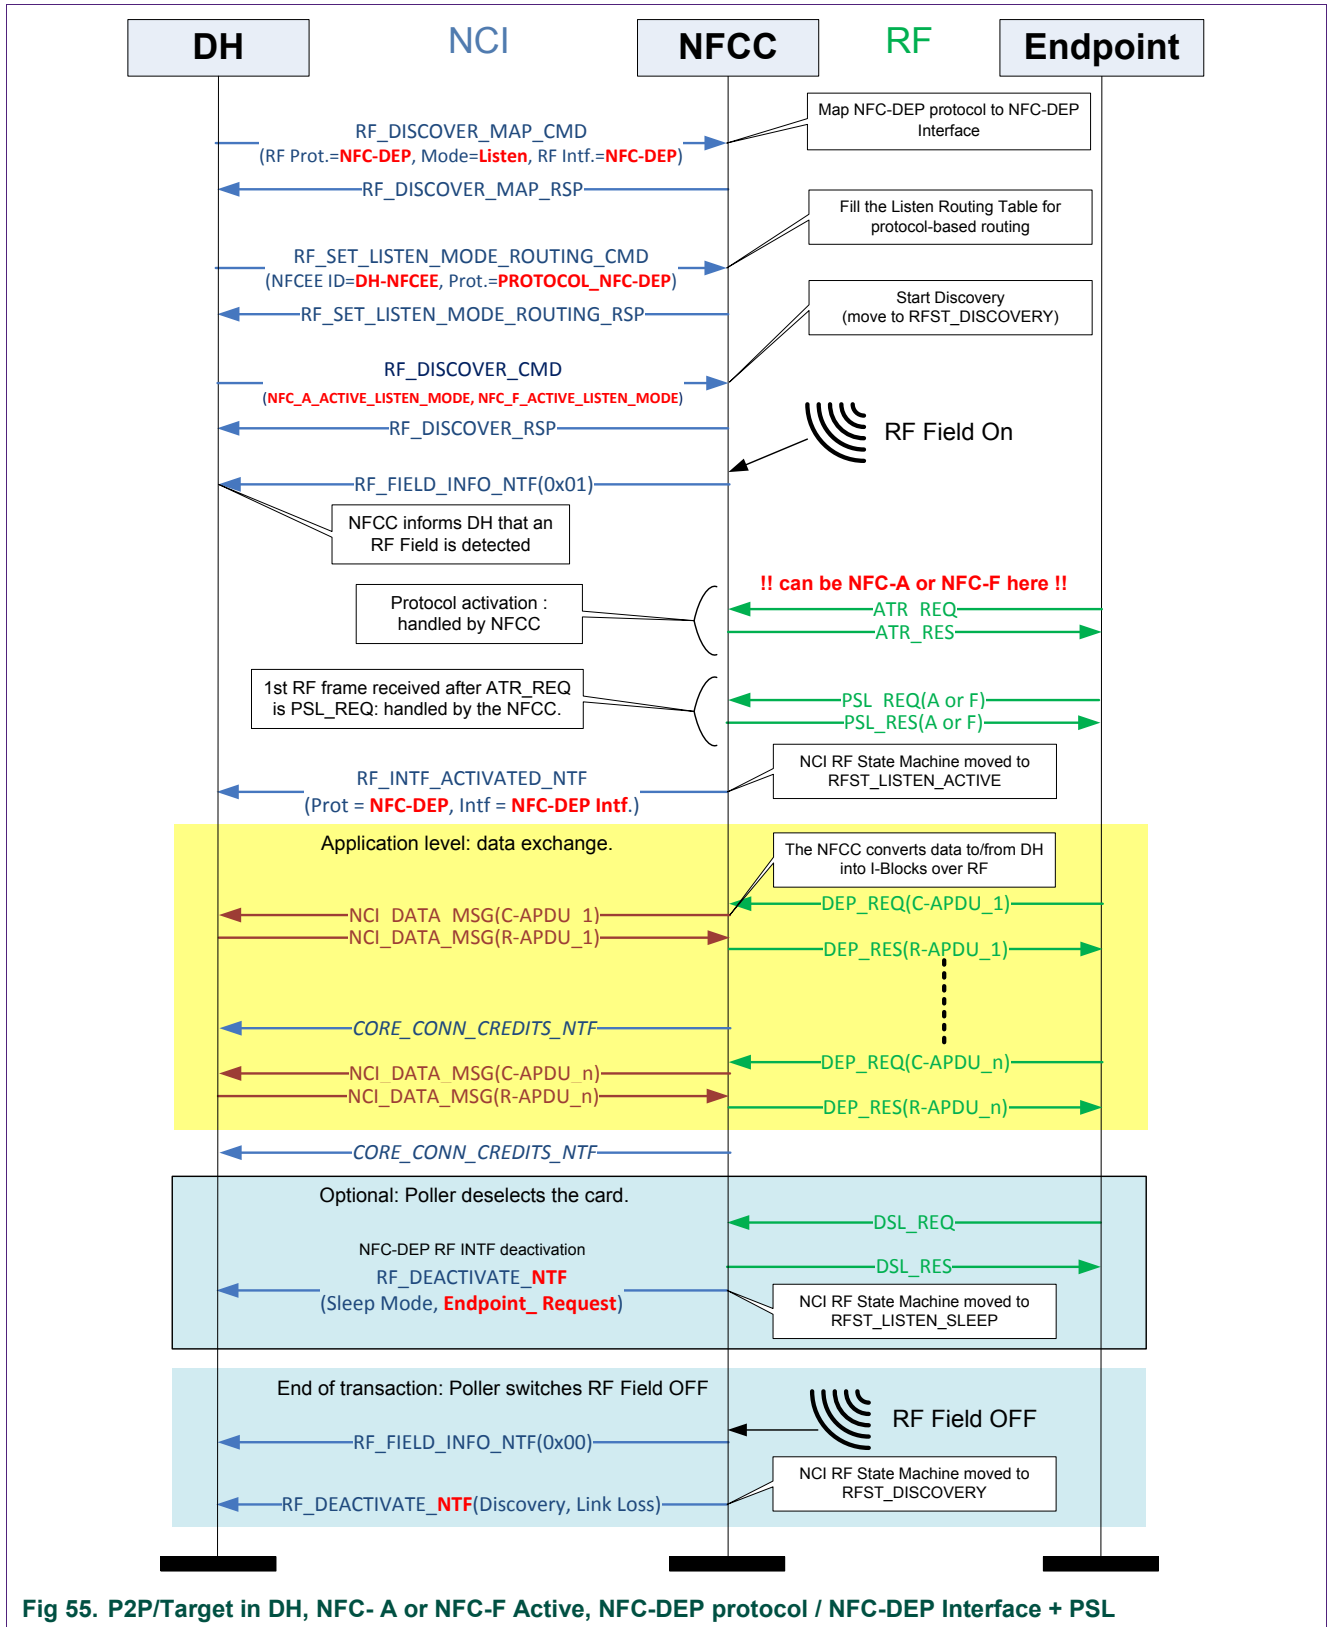 DH
NCI
NFCC
RF
Endpoint
Map NFC-DEP protocol to NFC-DEP
Interface
RF_DISCOVER_MAP_CMD
(RF Prot.=NFC-DEP, Mode=Listen, RF Intf.=NFC-DEP)
RF_DISCOVER_MAP_RSP
Fill the Listen Routing Table for
protocol-based routing
RF_SET_LISTEN_MODE_ROUTING_CMD
(NFCEE ID=DH-NFCEE, Prot.=PROTOCOL_NFC-DEP)
RF_SET_LISTEN_MODE_ROUTING_RSP
Start Discovery
(move to RFST_DISCOVERY)
RF_DISCOVER_CMD
(NFC_A_ACTIVE_LISTEN_MODE, NFC_F_ACTIVE_LISTEN_MODE)
RF_DISCOVER_RSP
RF Field On
RF_FIELD_INFO_NTF(0x01)
NFCC informs DH that an
RF Field is detected
!! can be NFC-A or NFC-F here !!
Protocol activation :
handled by NFCC
ATR_REQ
ATR_RES
1st RF frame received after ATR_REQ
is PSL_REQ: handled by the NFCC.
PSL_REQ(A or F)
PSL_RES(A or F)
NCI RF State Machine moved to
RFST_LISTEN_ACTIVE
RF_INTF_ACTIVATED_NTF
(Prot = NFC-DEP, Intf = NFC-DEP Intf.)
Application level: data exchange.
The NFCC converts data to/from DH
into I-Blocks over RF
DEP_REQ(C-APDU_1)
NCI_DATA_MSG(C-APDU_1)
NCI_DATA_MSG(R-APDU_1)
DEP_RES(R-APDU_1)
CORE_CONN_CREDITS_NTF
DEP_REQ(C-APDU_n)
NCI_DATA_MSG(C-APDU_n)
NCI_DATA_MSG(R-APDU_n)
DEP_RES(R-APDU_n)
CORE_CONN_CREDITS_NTF
Optional: Poller deselects the card.
DSL_REQ
NFC-DEP RF INTF deactivation
DSL_RES
RF_DEACTIVATE_NTF
(Sleep Mode, Endpoint_ Request)
NCI RF State Machine moved to
RFST_LISTEN_SLEEP
End of transaction: Poller switches RF Field OFF
RF Field OFF
RF_FIELD_INFO_NTF(0x00)
NCI RF State Machine moved to
RFST_DISCOVERY
RF_DEACTIVATE_NTF(Discovery, Link Loss)
Fig 55. P2P/Target in DH, NFC- A or NFC-F Active, NFC-DEP protocol / NFC-DEP Interface + PSL